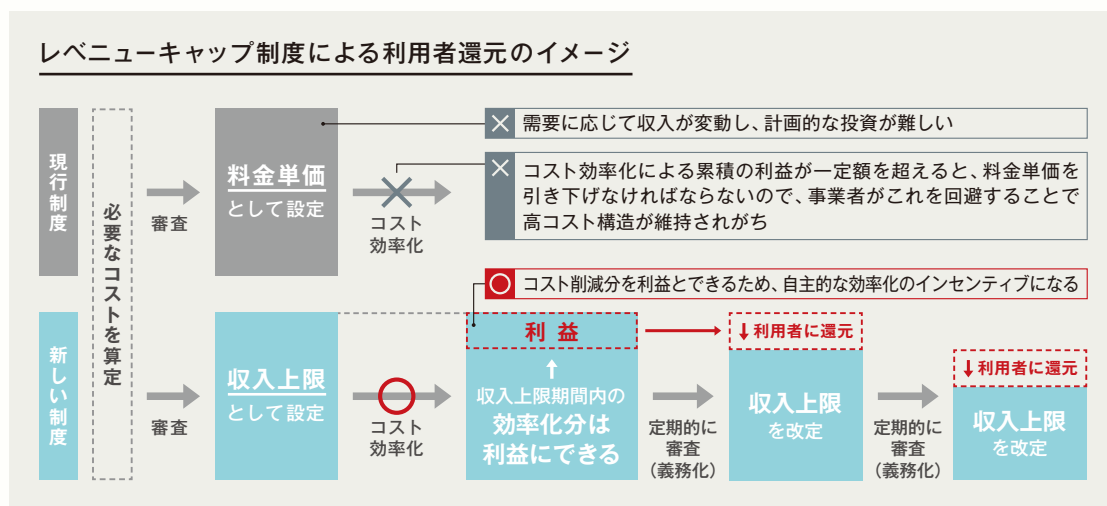 レベニューキャップ制度による利用者還元のイメージ
現行制度
必要なコストを算定
審査
料金単価
として設定
コスト
効率化
需要に応じて収入が変動し、計画的な投資が難しい
コスト効率化による累積の利益が一定額を超えると、料金単価を
引き下げなければならないので、事業者がこれを回避することで
高コスト構造が維持されがち
新しい制度
審査
収入上限
として設定
コスト
効率化
コスト削減分を利益とできるため、自主的な効率化のインセンティブになる
利益
↑
収入上限期間内の
効率化分は
利益にできる
定期的に
審査
(義務化)
↓利用者に還元
収入上限
を改定
定期的に
審査
(義務化)
↓利用者に還元
収入上限
を改定